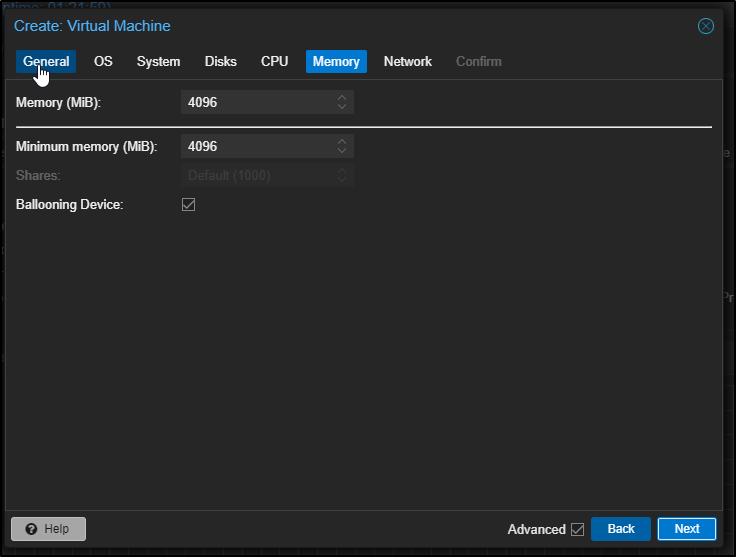 Create: Virtual Machine
General OS System Disks CPU Memory Network Confirm
Memory (MiB): 4096
Minimum memory (MiB): 4096
Shares: Default (1000)
Ballooning Device:
Help Advanced Back Next